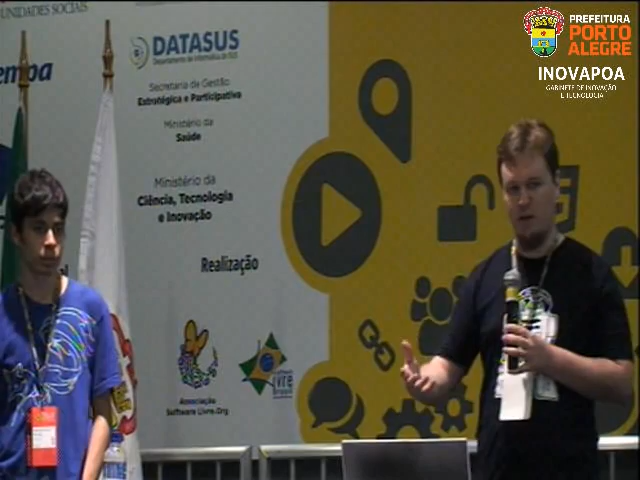 UNIDADES SOCIAIS
empa
DATASUS
Departamento de Informática do SUS
Secretaria de Gestão
Estratégica e Participativa
Ministério da
Saúde
Ministério da
Ciência, Tecnologia
e Inovação
Realização
Associação
Software Livre.Org
PREFEITURA
PORTO
ALEGRE
INOVAPOA
GABINETE DE INOVAÇÃO
E TECNOLOGIA